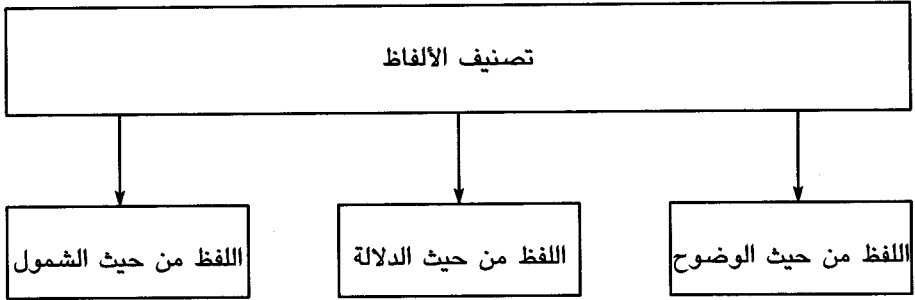 تصنيف الألفاظ
اللفظ من حيث الوضوح
اللفظ من حيث الدلالة
اللفظ من حيث الشمول